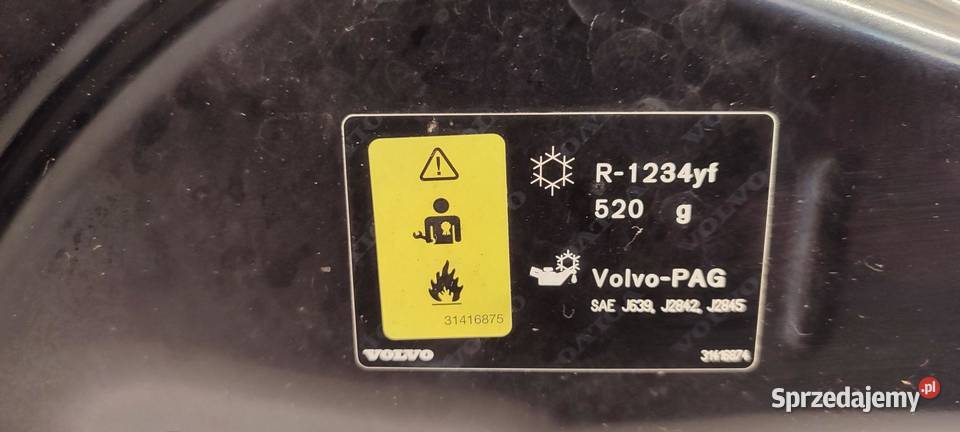 R-1234yf
520 g
Volvo-PAG
SAE J639, J2842, J2845
31416875
VOLVO
31416874
Sprzedajemy.pl